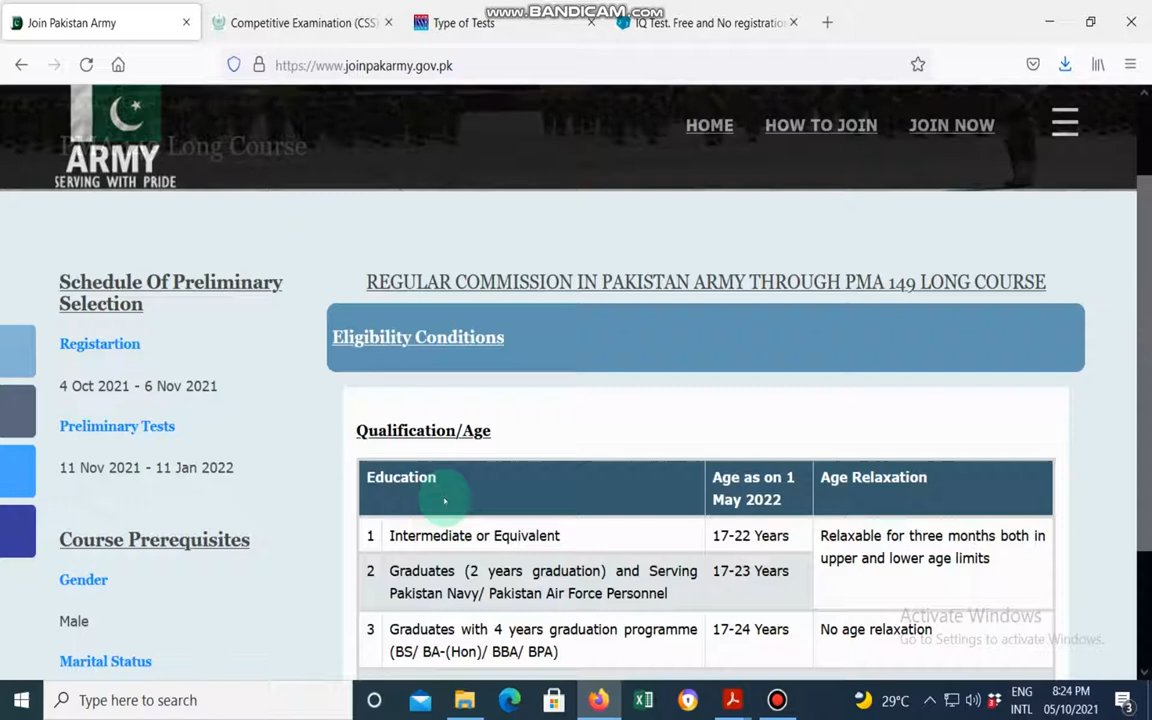 www.BANDICAM.com
Join Pakistan Army
Competitive Examination (CSS)
Type of Tests
IQ Test. Free and No registration
https://www.joinpakarmy.gov.pk
HOME
HOW TO JOIN
JOIN NOW
Long Course
ARMY
SERVING WITH PRIDE
Schedule Of Preliminary
Selection
Registartion
4 Oct 2021 - 6 Nov 2021
Preliminary Tests
11 Nov 2021 - 11 Jan 2022
Course Prerequisites
Gender
Male
Marital Status
REGULAR COMMISSION IN PAKISTAN ARMY THROUGH PMA 149 LONG COURSE
Eligibility Conditions
Qualification/Age
Education
Age as on 1
May 2022
Age Relaxation
1 Intermediate or Equivalent
17-22 Years
Relaxable for three months both in
upper and lower age limits
2 Graduates (2 years graduation) and Serving
Pakistan Navy/ Pakistan Air Force Personnel
17-23 Years
3 Graduates with 4 years graduation programme
(BS/ BA-(Hon)/ BBA/ BPA)
17-24 Years
No age relaxation
Activate Windows
Go to Settings to activate Windows.
Type here to search
29°C
ENG
INTL
8:24 PM
05/10/2021
3